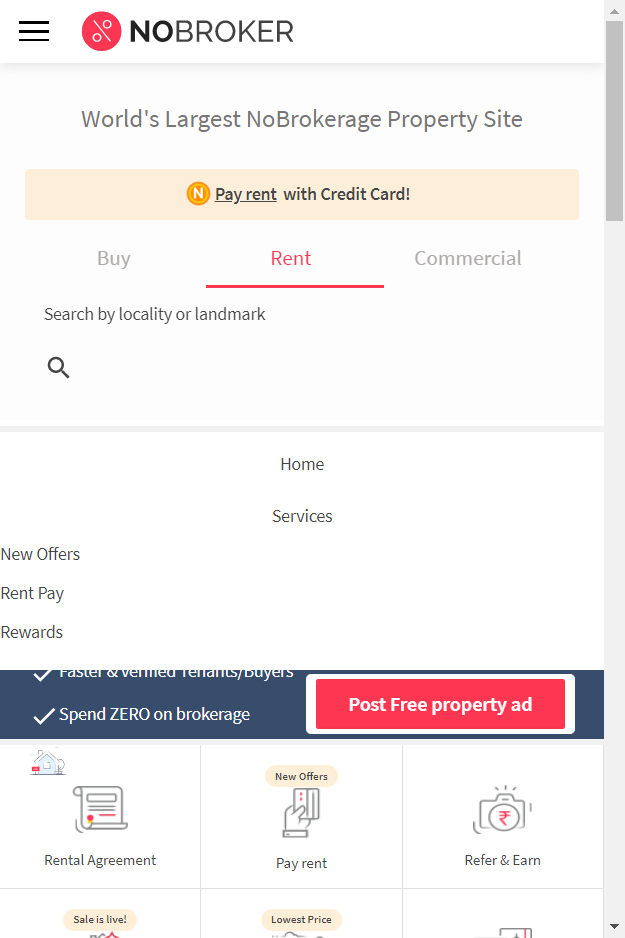 NOBROKER
World's Largest NoBrokerage Property Site
N Pay rent with Credit Card!
Buy Rent Commercial
Search by locality or landmark
Home
Services
New Offers
Rent Pay
Rewards
Faster & Verified Tenants/Buyers
Spend ZERO on brokerage
Post Free property ad
New Offers
Rental Agreement
Pay rent
Refer & Earn
Sale is live!
Lowest Price